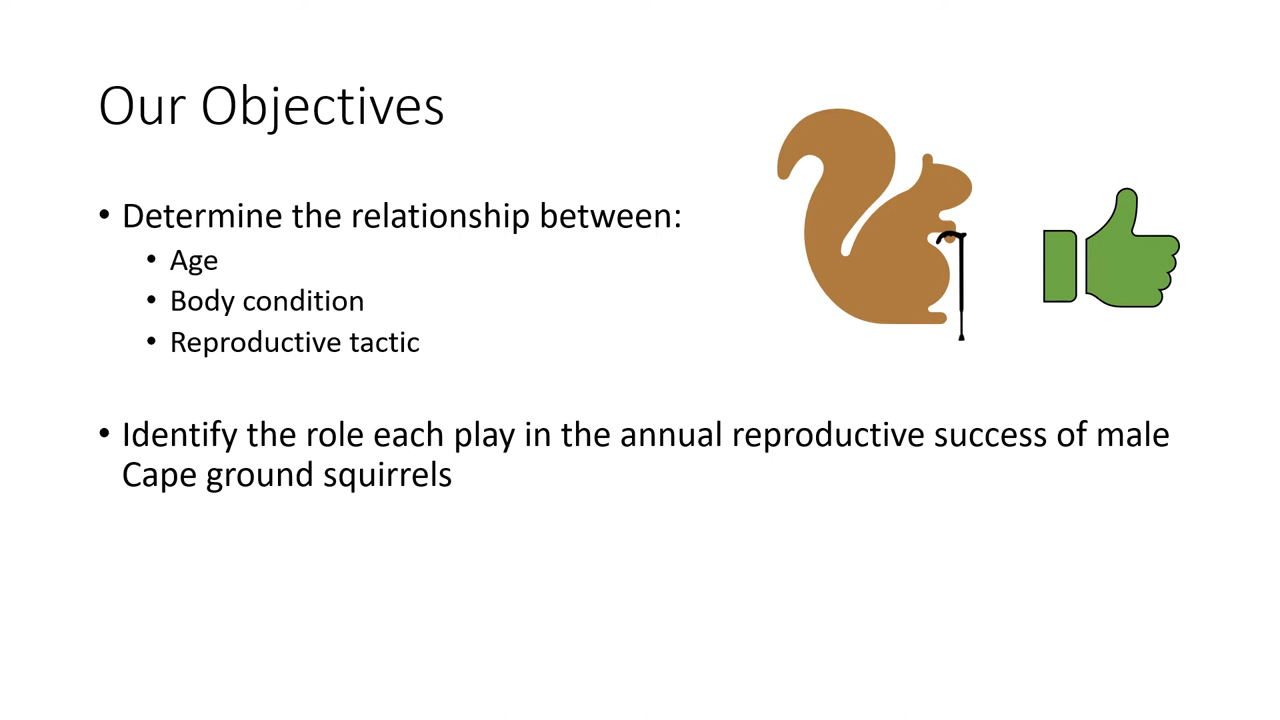 Our Objectives
• Determine the relationship between:
• Age
• Body condition
• Reproductive tactic
• Identify the role each play in the annual reproductive success of male
Cape ground squirrels